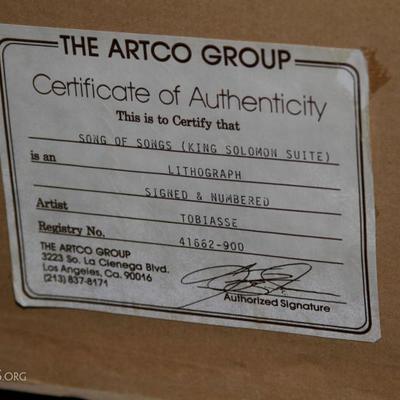 THE ARTCO GROUP
Certificate of Authenticity
This is to Certify that
SONG OF SONGS (KING SOLOMON SUITE)
is an
LITHOGRAPH
SIGNED & NUMBERED
Artist
TOBIASSE
Registry No.
41662-900
THE ARTCO GROUP
3223 So. La Cienega Blvd.
Los Angeles, Ca. 90016
(213) 837-8171
Authorized Signature